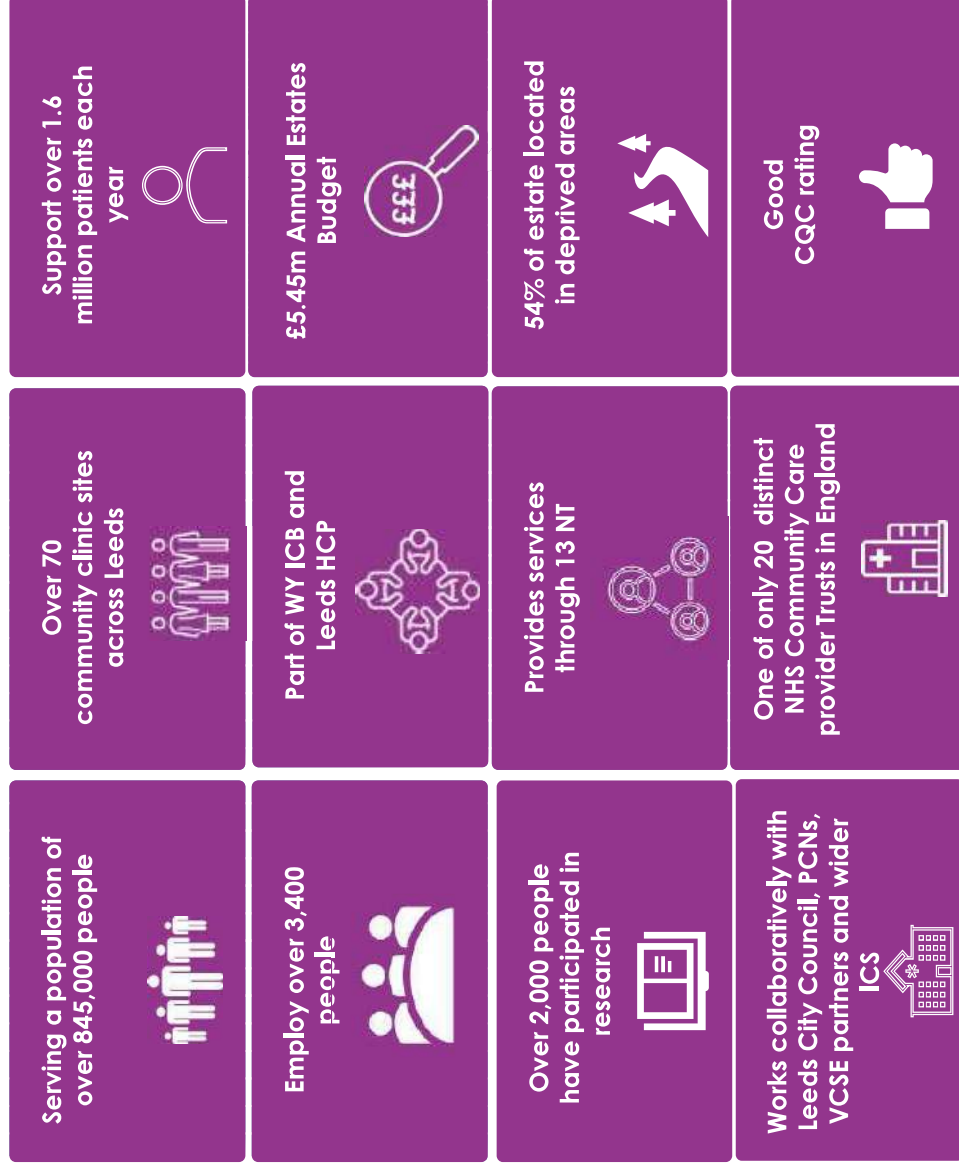 Serving a population of
over 845,000 people
Over 70
community clinic sites
across Leeds
Support over 1.6
million patients each
year
Employ over 3,400
people
Part of WY ICB and
Leeds HCP
£5.45m Annual Estates
Budget
£££
Over 2,000 people
have participated in
research
Provides services
through 13 NT
54% of estate located
in deprived areas
Works collaboratively with
Leeds City Council, PCNs,
VCSE partners and wider
ICS
One of only 20 distinct
NHS Community Care
provider Trusts in England
Good
CQC rating